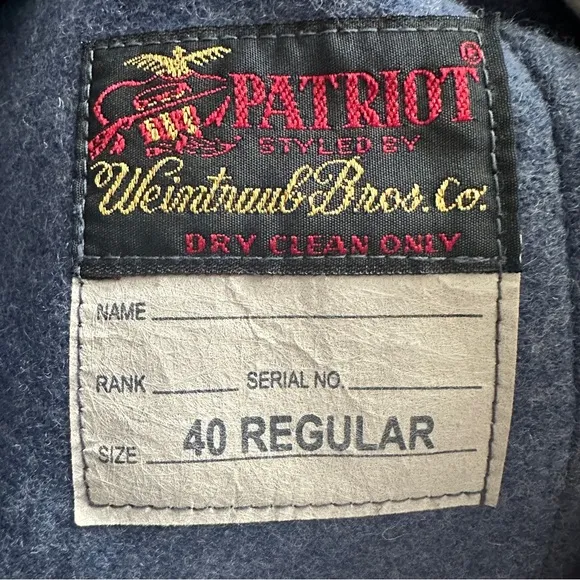 PATRIOT®
STYLED BY
Weintraub Bros. Co.
DRY CLEAN ONLY
NAME
RANK SERIAL NO.
SIZE 40 REGULAR